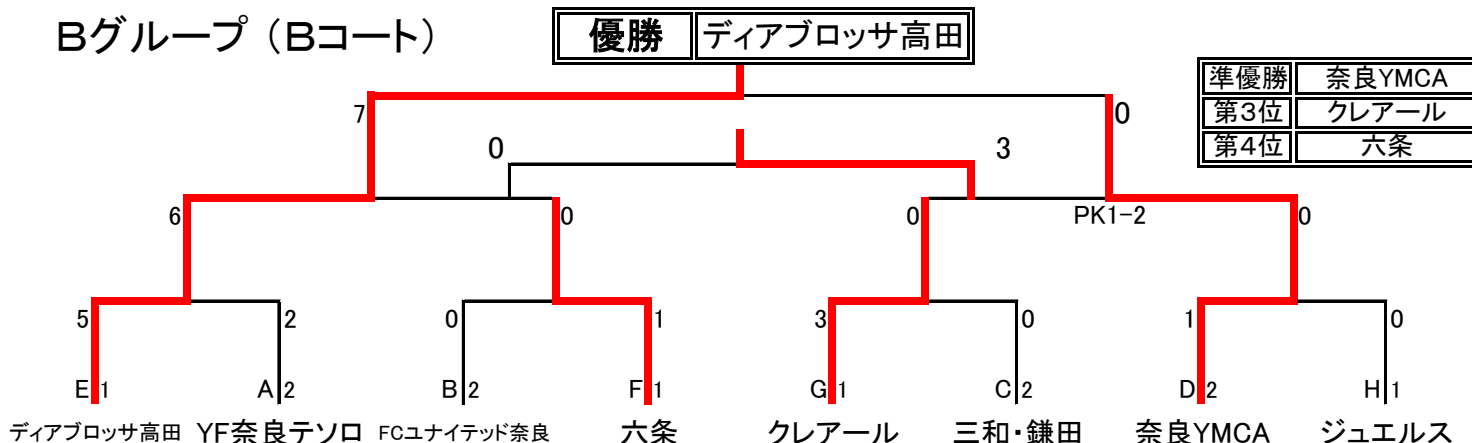 Bグループ（Bコート）
優勝 ディアブロッサ高田
準優勝 奈良YMCA
第3位 クレアール
第4位 六条
7 0
0 3
6 0 0 PK1-2 0
5 2 0 1 3 0 1 0
E 1 A 2 B 2 F 1 G 1 C 2 D 2 H 1
ディアブロッサ高田 YF奈良テソロ FCユナイテッド奈良 六条 クレアール 三和・鎌田 奈良YMCA ジュエルス